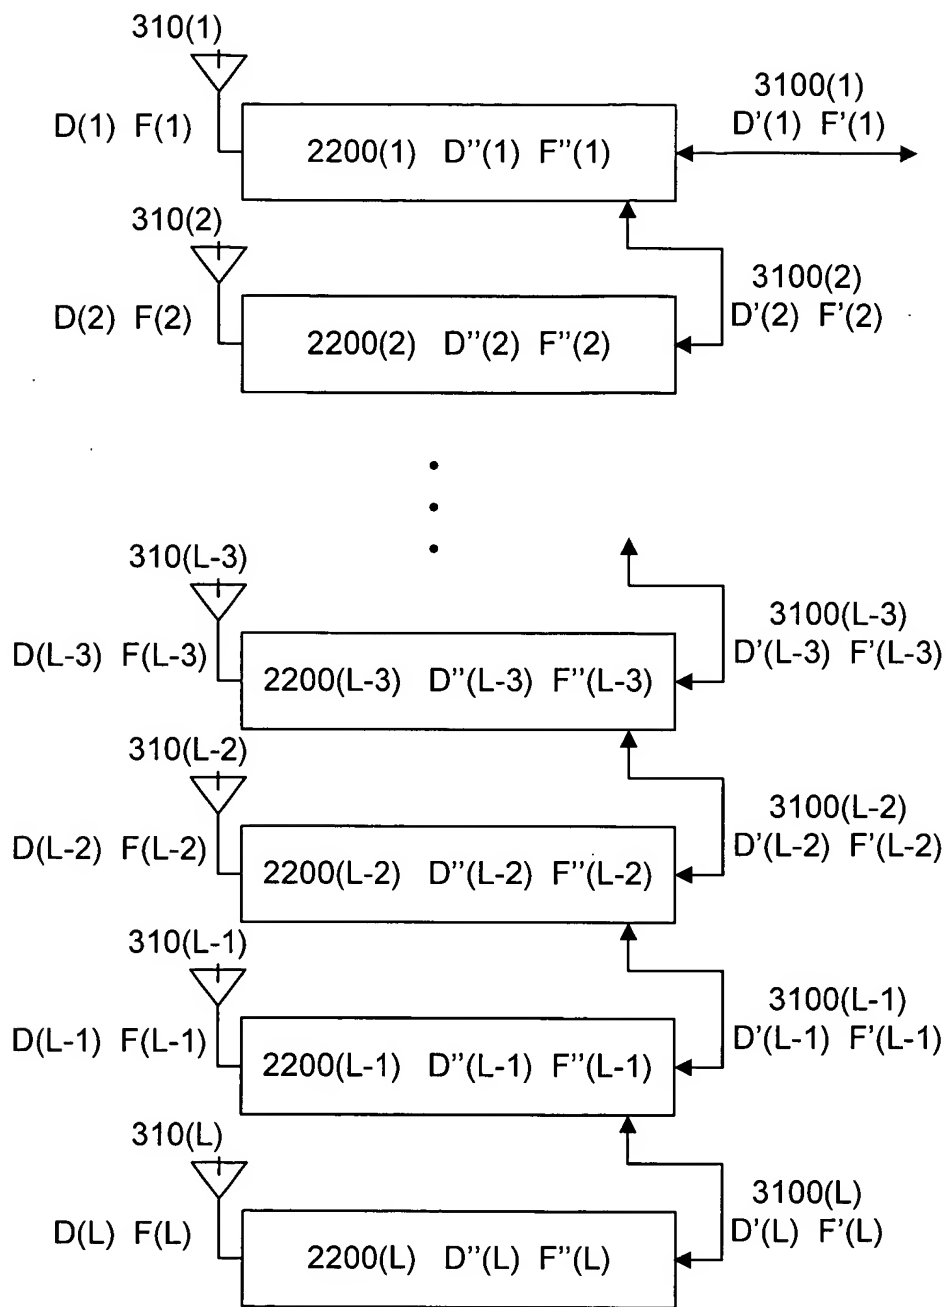 310(1)
3100(1)
D(1) F(1)
D'(1) F'(1)
2200(1) D''(1) F''(1)
310(2)
3100(2)
D(2) F(2)
D'(2) F'(2)
2200(2) D''(2) F''(2)
310(L-3)
3100(L-3)
D(L-3) F(L-3)
D'(L-3) F'(L-3)
2200(L-3) D''(L-3) F''(L-3)
310(L-2)
3100(L-2)
D(L-2) F(L-2)
D'(L-2) F'(L-2)
2200(L-2) D''(L-2) F''(L-2)
310(L-1)
3100(L-1)
D(L-1) F(L-1)
D'(L-1) F'(L-1)
2200(L-1) D''(L-1) F''(L-1)
310(L)
3100(L)
D(L) F(L)
D'(L) F'(L)
2200(L) D''(L) F''(L)